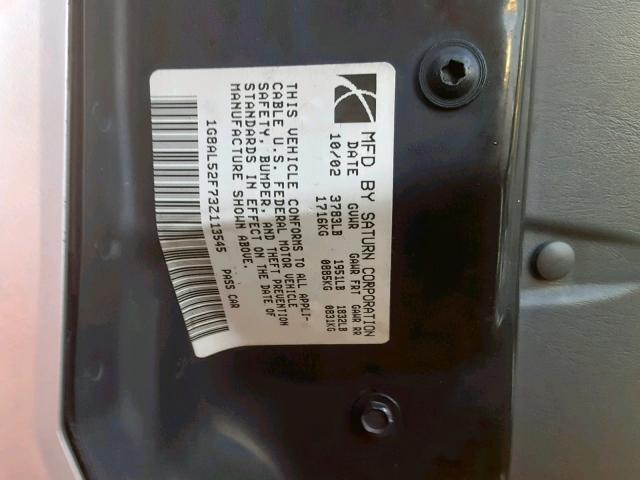 MFD BY SATURN CORPORATION
DATE GVWR GAWR FRT GAWR RR
10/02 3783LB 1951LB 1832LB
1716KG 0885KG 0831KG
THIS VEHICLE CONFORMS TO ALL APPLI-
CABLE U.S. FEDERAL MOTOR VEHICLE
SAFETY, BUMPER, AND THEFT PREVENTION
STANDARDS IN EFFECT ON THE DATE OF
MANUFACTURE SHOWN ABOVE.
1G8AL52F73Z113545 PASS CAR